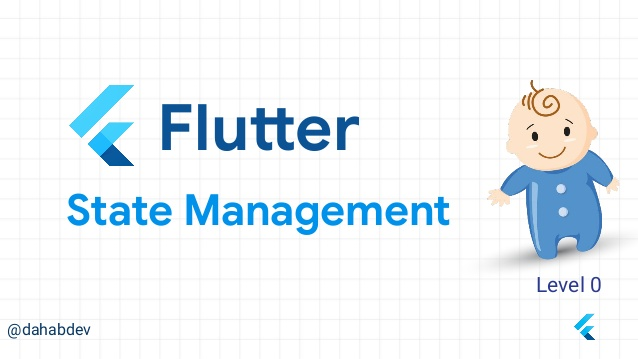 Flutter
State Management
Level 0
@dahabdev